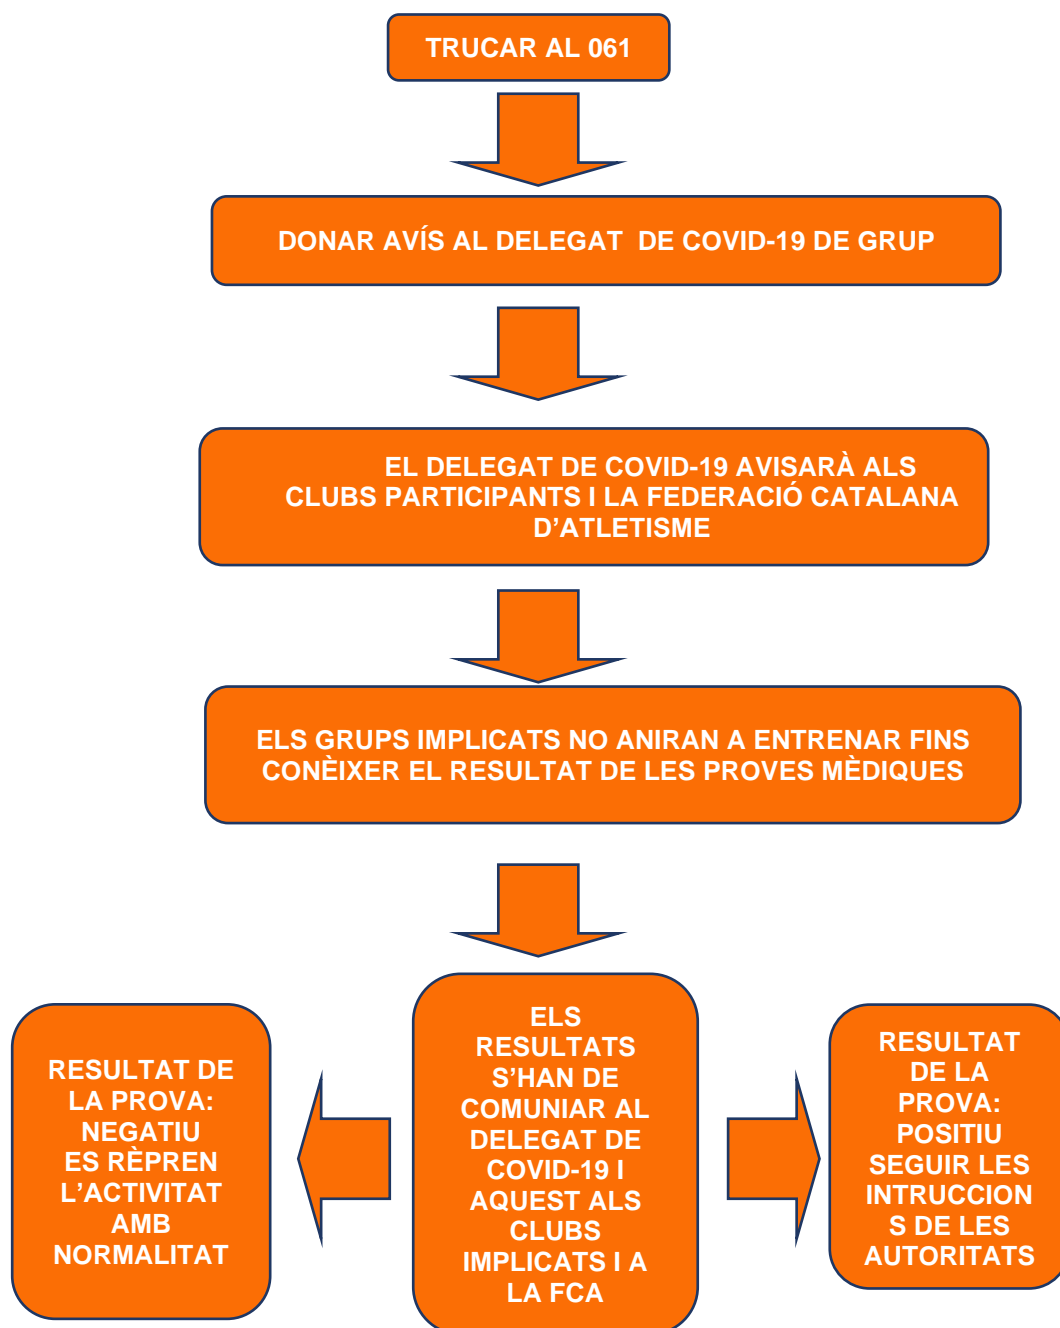 TRUCAR AL 061
DONAR AVÍS AL DELEGAT DE COVID-19 DE GRUP
EL DELEGAT DE COVID-19 AVISARÀ ALS
CLUBS PARTICIPANTS I LA FEDERACIÓ CATALANA
D’ATLETISME
ELS GRUPS IMPLICATS NO ANIRAN A ENTRENAR FINS
CONÈIXER EL RESULTAT DE LES PROVES MÈDIQUES
RESULTAT DE
LA PROVA:
NEGATIU
ES RÈPREN
L’ACTIVITAT
AMB
NORMALITAT
ELS
RESULTATS
S’HAN DE
COMUNIAR AL
DELEGAT DE
COVID-19 I
AQUEST ALS
CLUBS
IMPLICATS I A
LA FCA
RESULTAT
DE LA
PROVA:
POSITIU
SEGUIR LES
INTRUCCION
S DE LES
AUTORITATS